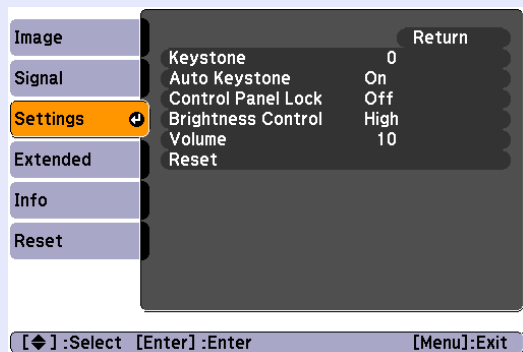 Image
Signal
Settings
Extended
Info
Reset
Return
Keystone 0
Auto Keystone On
Control Panel Lock Off
Brightness Control High
Volume 10
Reset
[◆] :Select [Enter] :Enter [Menu]:Exit